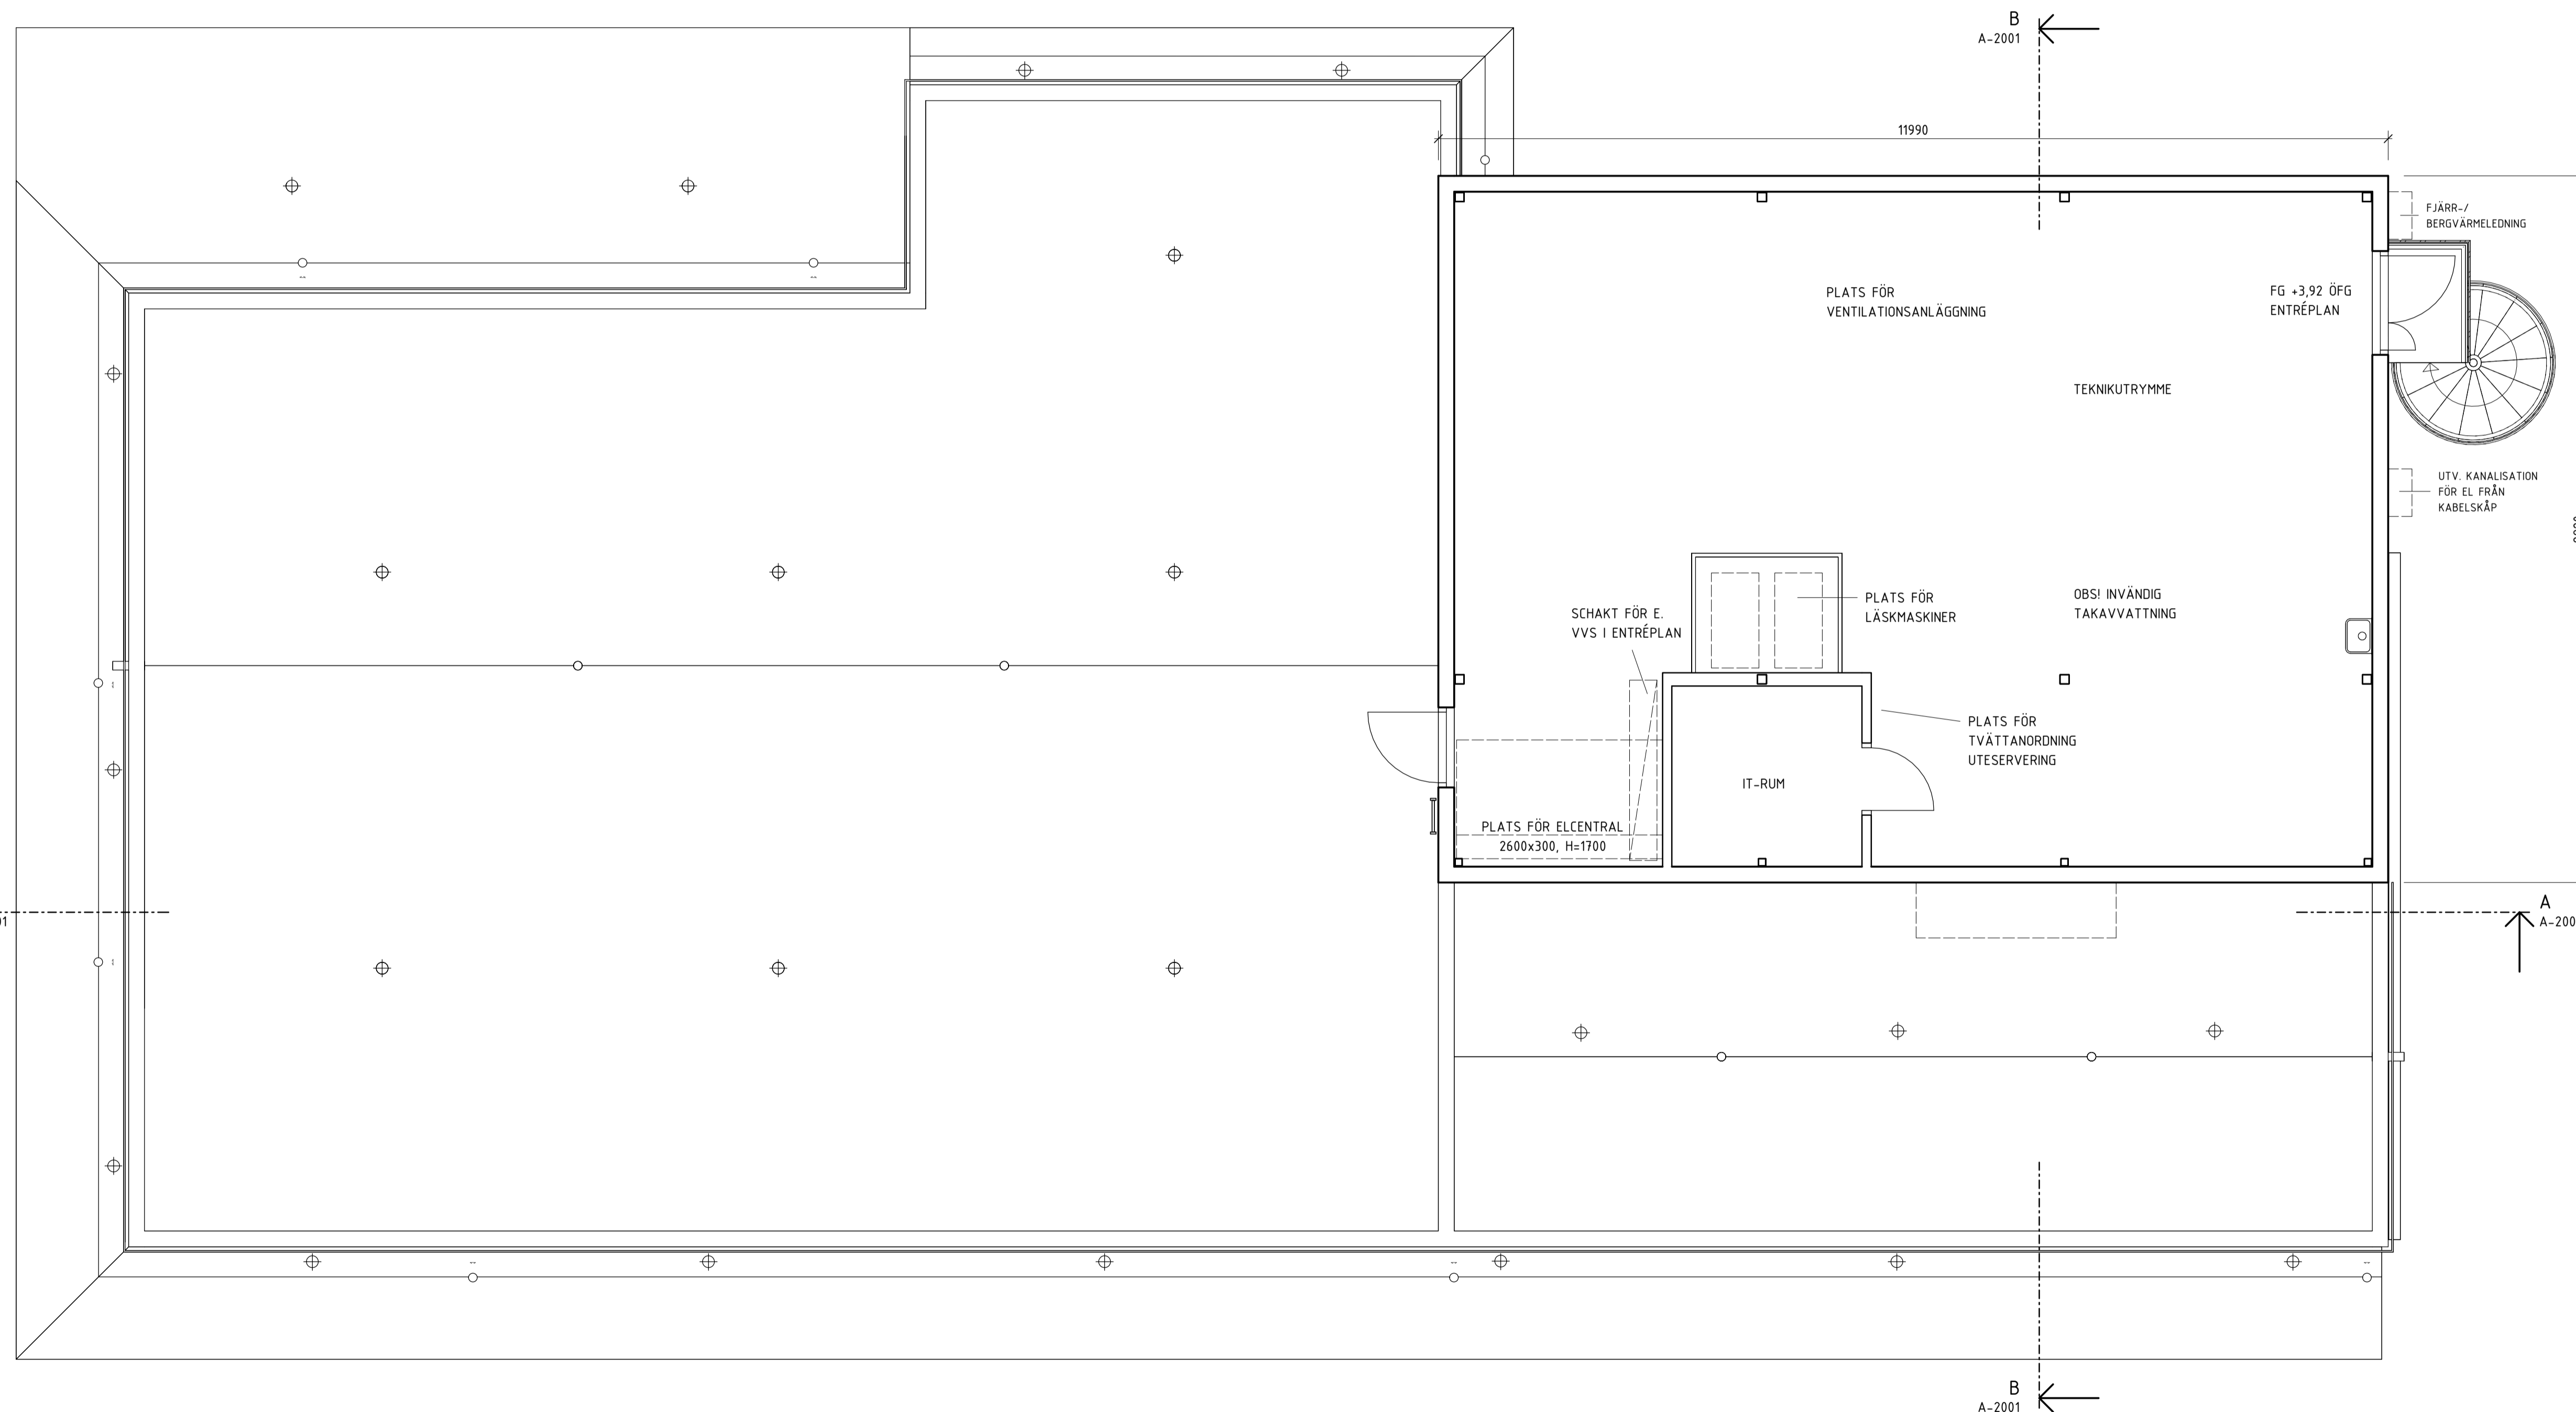 B
A-2001
11990
FJÄRR-/
BERGVÄRMELEDNING
PLATS FÖR
VENTILATIONSANLÄGGNING
FG +3,92 ÖFG
ENTRÉPLAN
TEKNIKUTRYMME
UTV. KANALISATION
FÖR EL FRÅN
KABELSKÅP
SCHAKT FÖR E.
VVS I ENTRÉPLAN
PLATS FÖR
LÄSKMASKINER
OBS! INVÄNDIG
TAKAVVATTNING
PLATS FÖR
TVÄTTANORDNING
UTESERVERING
IT-RUM
PLATS FÖR ELCENTRAL
2600x300, H=1700
A
A-200
B
A-2001